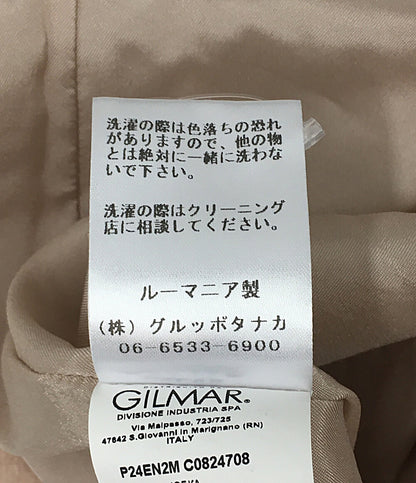 洗濯の際は色落ちの恐れ
がありますので、他の物
とは絶対に一緒に洗わな
いで下さい。
洗濯の際はクリーニング
店に相談してください。
ルーマニア製
(株) グルッポタナカ
06-6533-6900
GILMAR
DIVISIONE INDUSTRIA SPA
Via Malpasso, 723/725
47842 S.Giovanni in Marignano (RN)
ITALY
P24EN2M C0824708